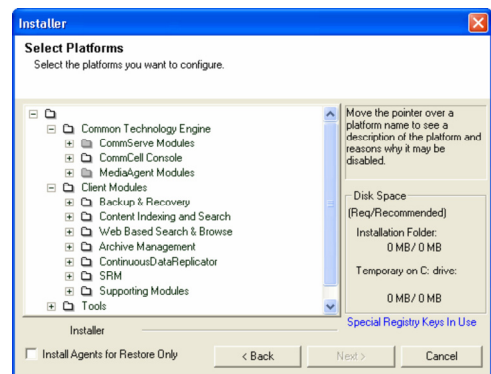 Installer
Select Platforms
Select the platforms you want to configure.
Common Technology Engine
CommServe Modules
CommCell Console
MediaAgent Modules
Client Modules
Backup & Recovery
Content Indexing and Search
Web Based Search & Browse
Archive Management
ContinuousDataReplicator
SRM
Supporting Modules
Tools
Move the pointer over a
platform name to see a
description of the platform and
reasons why it may be
disabled.
Disk Space
(Req/Recommended)
Installation Folder:
0 MB/ 0 MB
Temporary on C: drive:
0 MB/ 0 MB
Special Registry Keys In Use
Installer
Install Agents for Restore Only
< Back
Next >
Cancel